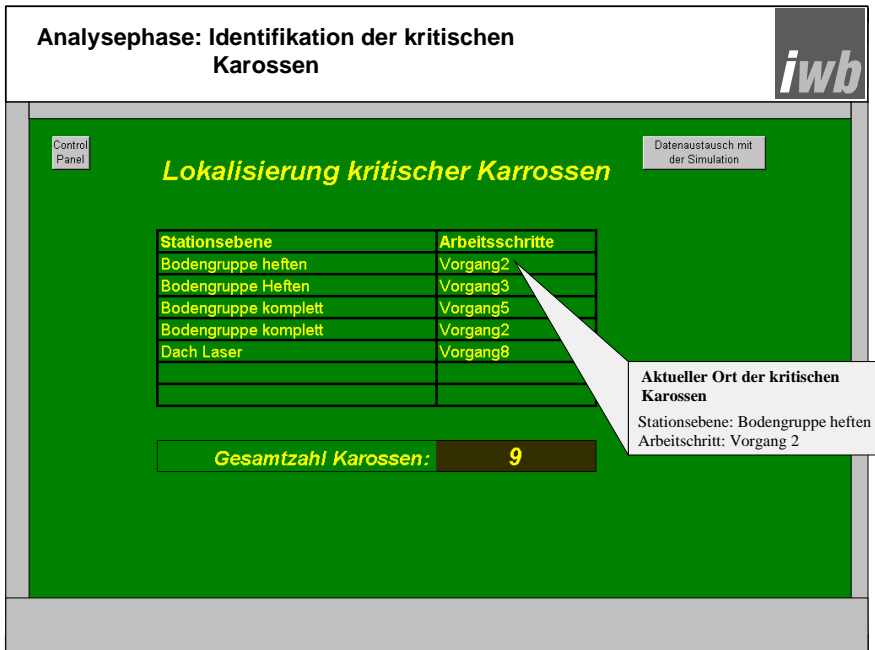 Analysephase: Identifikation der kritischen
Karossen
iwb
Control
Panel
Datenaustausch mit
der Simulation
Lokalisierung kritischer Karrossen
Stationsebene Arbeitsschritte
Bodengruppe heften Vorgang2
Bodengruppe Heften Vorgang3
Bodengruppe komplett Vorgang5
Bodengruppe komplett Vorgang2
Dach Laser Vorgang8
Aktueller Ort der kritischen
Karossen
Stationsebene: Bodengruppe heften
Arbeitschritt: Vorgang 2
Gesamtzahl Karossen: 9